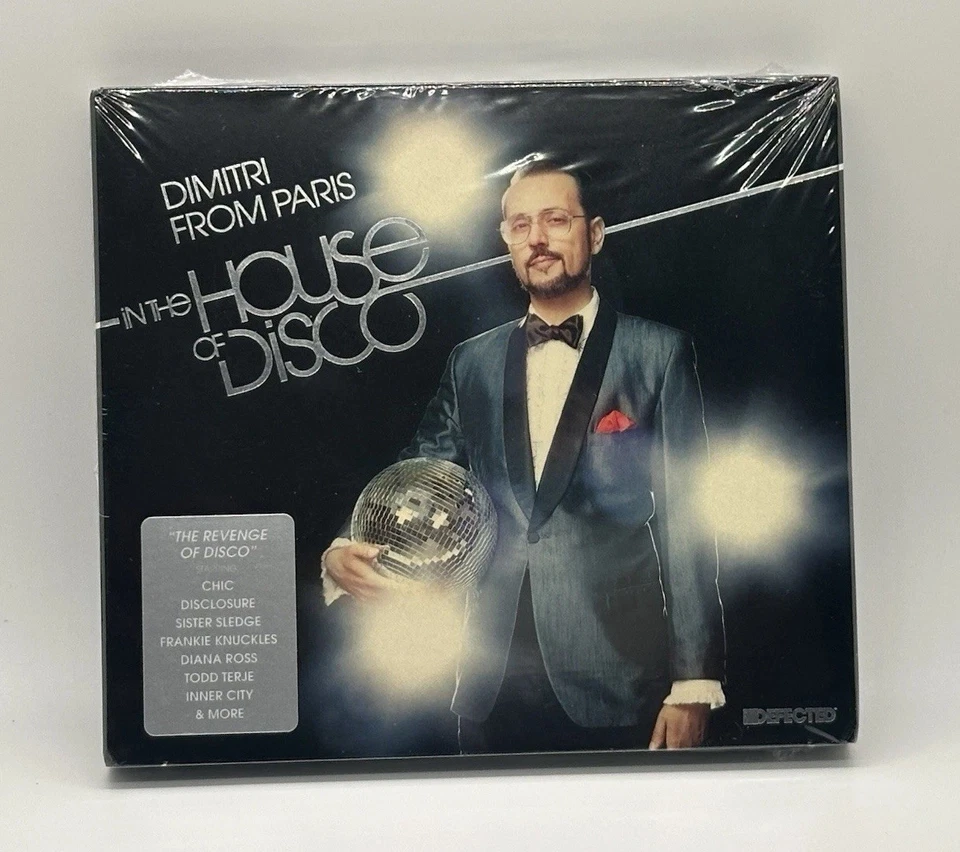 DIMITRI
FROM PARIS
IN THE HOUSE
OF DISCO
"THE REVENGE
OF DISCO"
CHIC
DISCLOSURE
SISTER SLEDGE
FRANKIE KNUCKLES
DIANA ROSS
TODD TERJE
INNER CITY
& MORE
DEFECTED